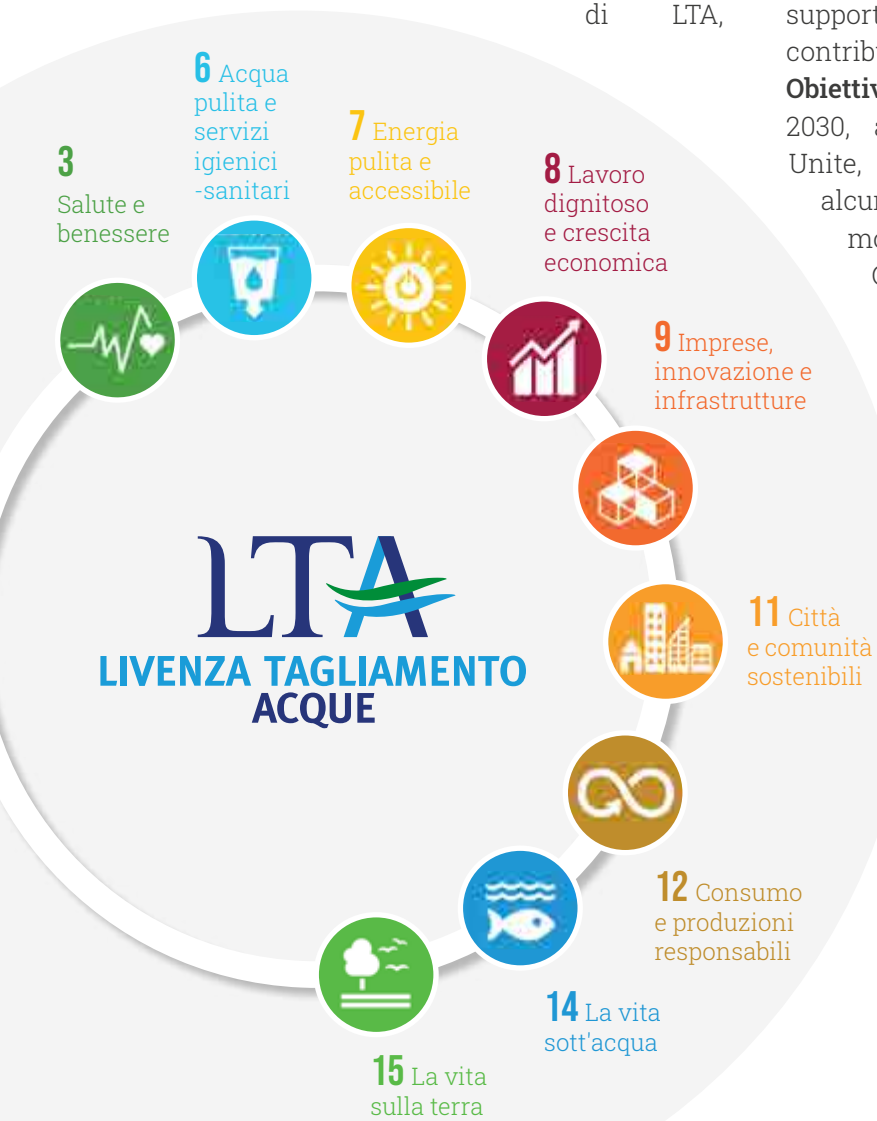 di LTA,
support
contribu
Obiettiv
2030, a
Unite,
alcun
mo
3
Salute e
benessere
6 Acqua
pulita e
servizi
igienici
-sanitari
7 Energia
pulita e
accessibile
8 Lavoro
dignitoso
e crescita
economica
9 Imprese,
innovazione e
infrastrutture
11 Città
e comunità
sostenibili
12 Consumo
e produzioni
responsabili
14 La vita
sott'acqua
15 La vita
sulla terra
LTA
LIVENZA TAGLIAMENTO
ACQUE